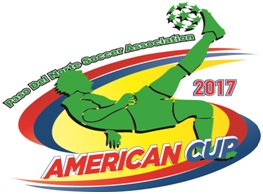 Paso Del Norte Soccer Association
2017
AMERICAN CUP